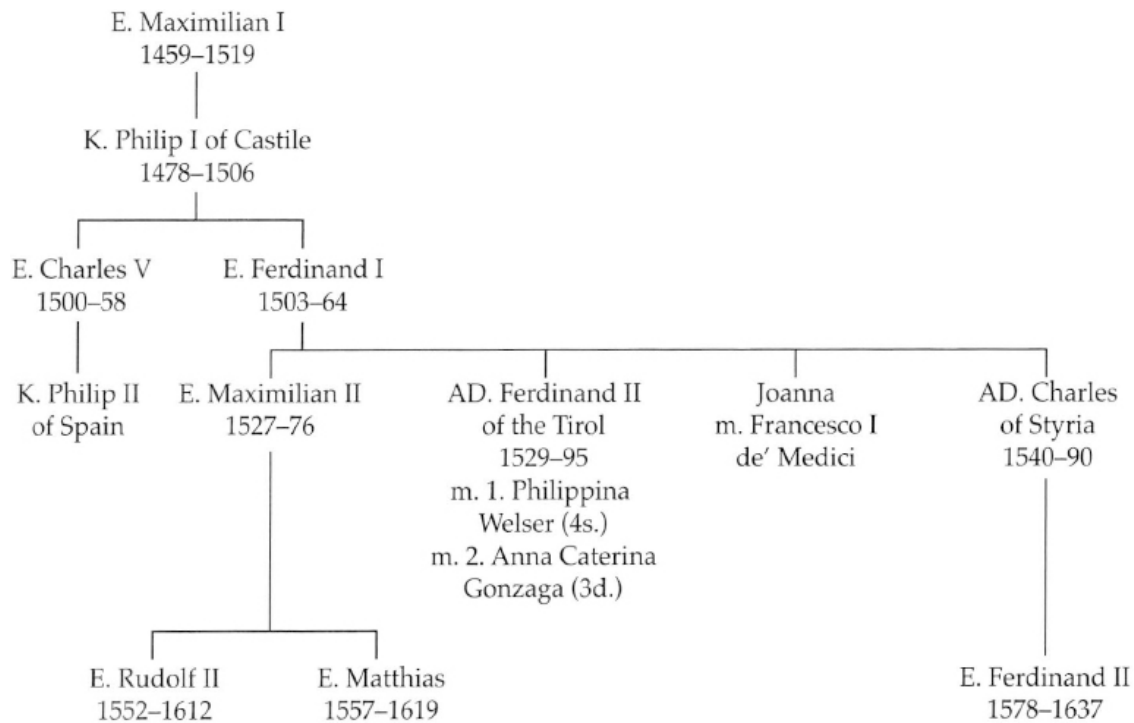 E. Maximilian I
1459–1519
K. Philip I of Castile
1478–1506
E. Charles V
1500–58
E. Ferdinand I
1503–64
K. Philip II
of Spain
E. Maximilian II
1527–76
AD. Ferdinand II
of the Tirol
1529–95
m. 1. Philippina
Welser (4s.)
m. 2. Anna Caterina
Gonzaga (3d.)
Joanna
m. Francesco I
de’ Medici
AD. Charles
of Styria
1540–90
E. Rudolf II
1552–1612
E. Matthias
1557–1619
E. Ferdinand II
1578–1637